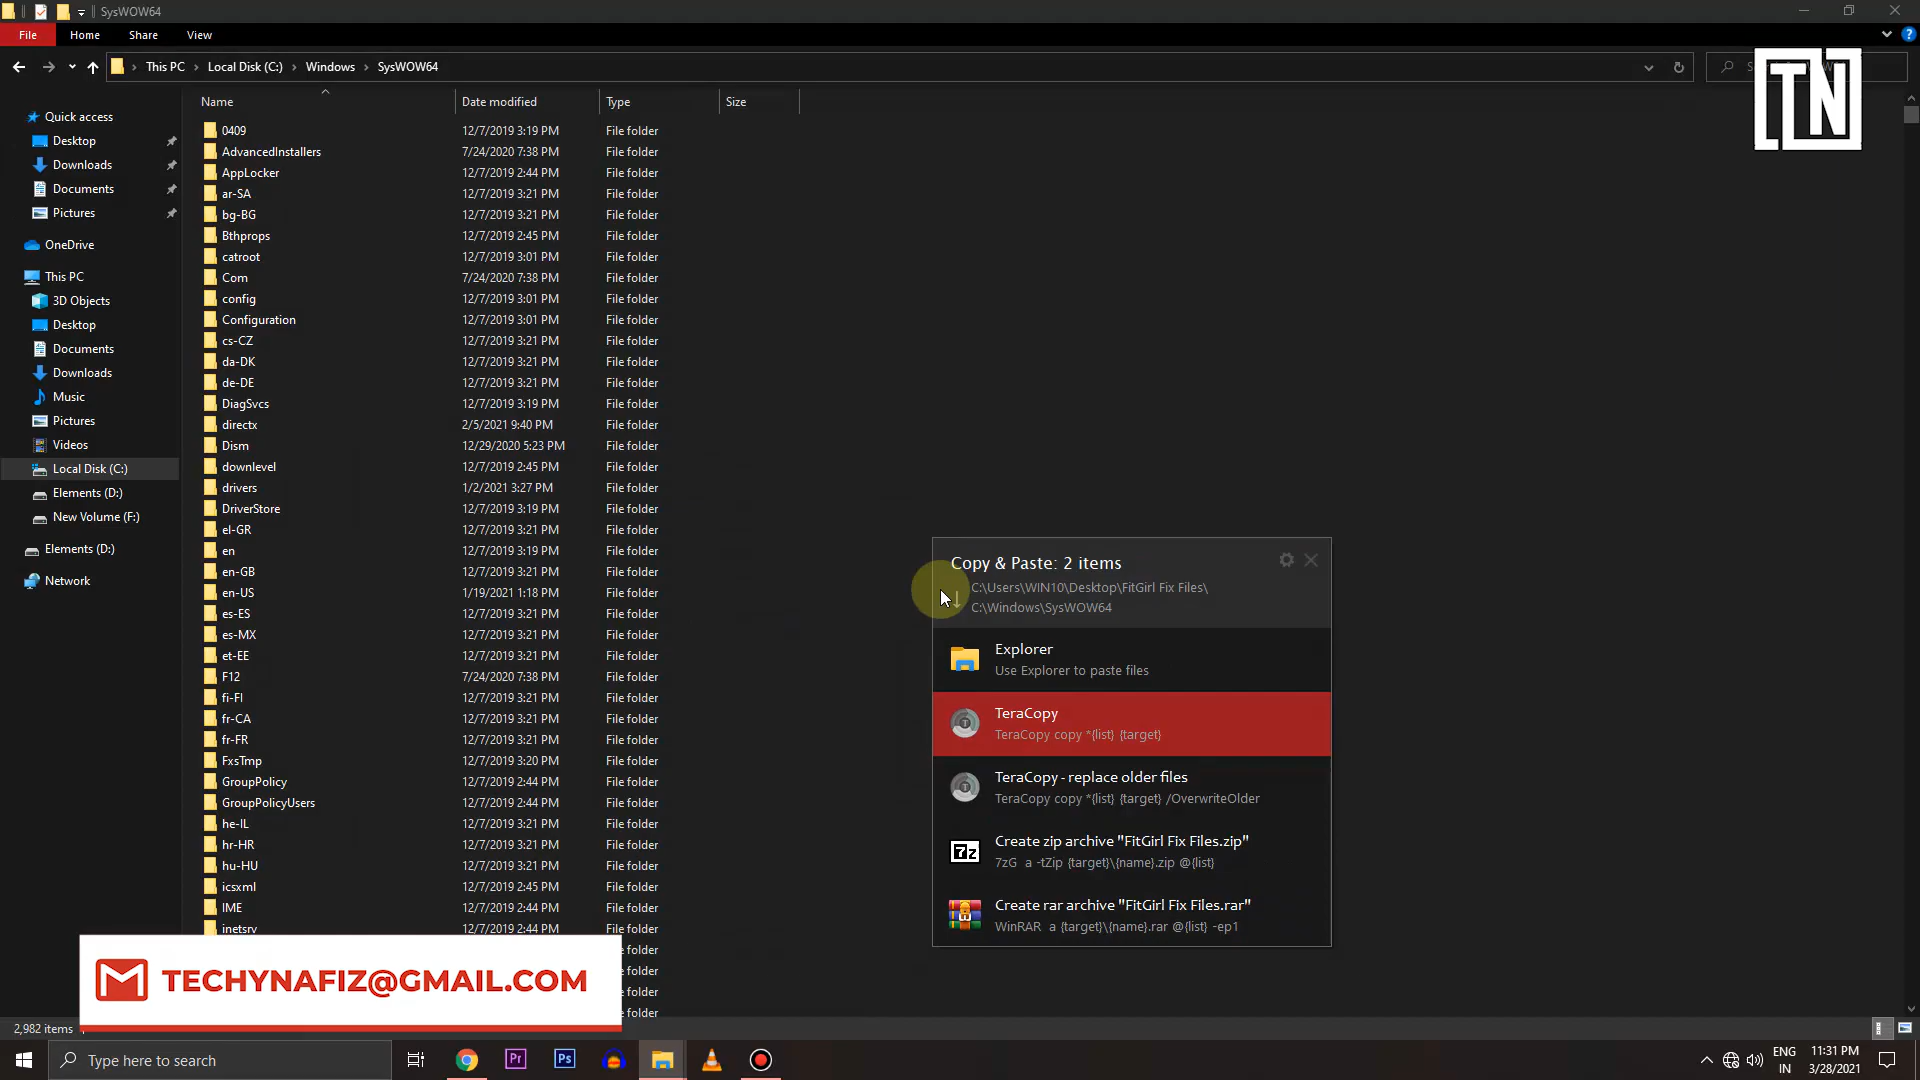 SysWOW64
File
Home
Share
View
This PC
Local Disk (C:)
Windows
SysWOW64
TN
Name
Date modified
Type
Size
Quick access
Desktop
Downloads
Documents
Pictures
OneDrive
This PC
3D Objects
Desktop
Documents
Downloads
Music
Pictures
Videos
Local Disk (C:)
Elements (D:)
New Volume (F:)
Elements (D:)
Network
0409 12/7/2019 3:19 PM File folder
AdvancedInstallers 7/24/2020 7:38 PM File folder
AppLocker 12/7/2019 2:44 PM File folder
ar-SA 12/7/2019 3:21 PM File folder
bg-BG 12/7/2019 3:21 PM File folder
Bthprops 12/7/2019 2:45 PM File folder
catroot 12/7/2019 3:01 PM File folder
Com 7/24/2020 7:38 PM File folder
config 12/7/2019 3:01 PM File folder
Configuration 12/7/2019 3:01 PM File folder
cs-CZ 12/7/2019 3:21 PM File folder
da-DK 12/7/2019 3:21 PM File folder
de-DE 12/7/2019 3:21 PM File folder
DiagSvcs 12/7/2019 3:19 PM File folder
directx 2/5/2021 9:40 PM File folder
Dism 12/29/2020 5:23 PM File folder
downlevel 12/7/2019 2:45 PM File folder
drivers 1/2/2021 3:27 PM File folder
DriverStore 12/7/2019 3:19 PM File folder
el-GR 12/7/2019 3:21 PM File folder
en 12/7/2019 3:19 PM File folder
en-GB 12/7/2019 3:21 PM File folder
en-US 1/19/2021 1:18 PM File folder
es-ES 12/7/2019 3:21 PM File folder
es-MX 12/7/2019 3:21 PM File folder
et-EE 12/7/2019 3:21 PM File folder
F12 7/24/2020 7:38 PM File folder
fi-FI 12/7/2019 3:21 PM File folder
fr-CA 12/7/2019 3:21 PM File folder
fr-FR 12/7/2019 3:21 PM File folder
FxsTmp 12/7/2019 3:20 PM File folder
GroupPolicy 12/7/2019 2:44 PM File folder
GroupPolicyUsers 12/7/2019 2:44 PM File folder
he-IL 12/7/2019 3:21 PM File folder
hr-HR 12/7/2019 3:21 PM File folder
hu-HU 12/7/2019 3:21 PM File folder
icsxml 12/7/2019 2:45 PM File folder
IME 12/7/2019 2:44 PM File folder
inetsrv 12/7/2019 2:44 PM File folder
folder
folder
folder
folder
Copy & Paste: 2 items
C:\Users\WIN10\Desktop\FitGirl Fix Files\
C:\Windows\SysWOW64
Explorer
Use Explorer to paste files
TeraCopy
TeraCopy copy *{list} {target}
TeraCopy - replace older files
TeraCopy copy *{list} {target} /OverwriteOlder
7z
Create zip archive "FitGirl Fix Files.zip"
7zG a -tZip {target}\{name}.zip @{list}
Create rar archive "FitGirl Fix Files.rar"
WinRAR a {target}\{name}.rar @{list} -ep1
TECHYNAFIZ@GMAIL.COM
2,982 items
Type here to search
Pr
Ps
ENG
IN
11:31 PM
3/28/2021